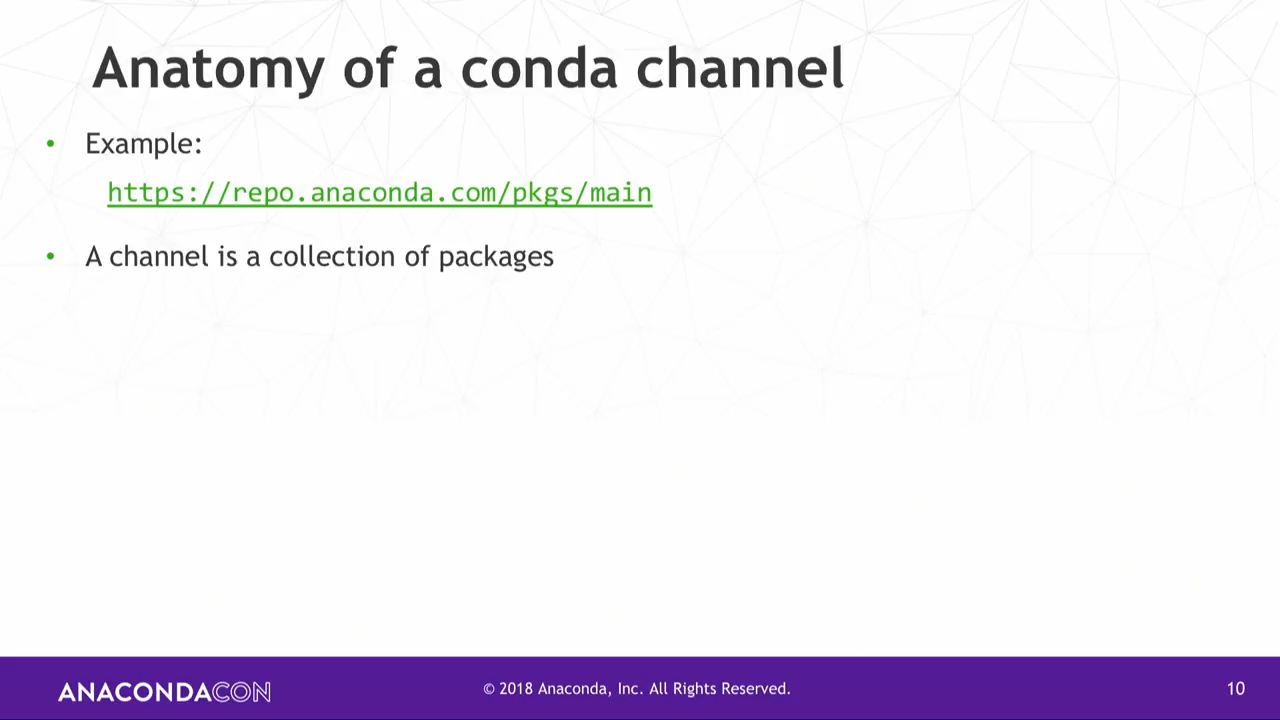 Anatomy of a conda channel
• Example:
https://repo.anaconda.com/pkgs/main
• A channel is a collection of packages
ANACONDACON
© 2018 Anaconda, Inc. All Rights Reserved.
10